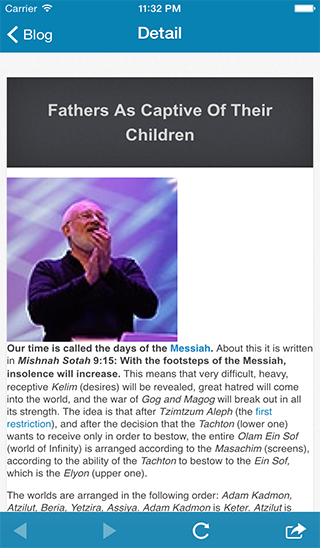 Carrier 11:32 PM
Blog Detail
Fathers As Captive Of Their
Children
Our time is called the days of the Messiah. About this it is written
in Mishnah Sotah 9:15: With the footsteps of the Messiah,
insolence will increase. This means that very difficult, heavy,
receptive Kelim (desires) will be revealed, great hatred will come
into the world, and the war of Gog and Magog will break out in all
its strength. The idea is that after Tzimtzum Aleph (the first
restriction), and after the decision that the Tachton (lower one)
wants to receive only in order to bestow, the entire Olam Ein Sof
(world of Infinity) is arranged according to the Masachim (screens),
according to the ability of the Tachton to bestow to the Ein Sof,
which is the Elyon (upper one).
The worlds are arranged in the following order: Adam Kadmon,
Atzilut, Beria, Yetzira, Assiya. Adam Kadmon is Keter, Atzilut is